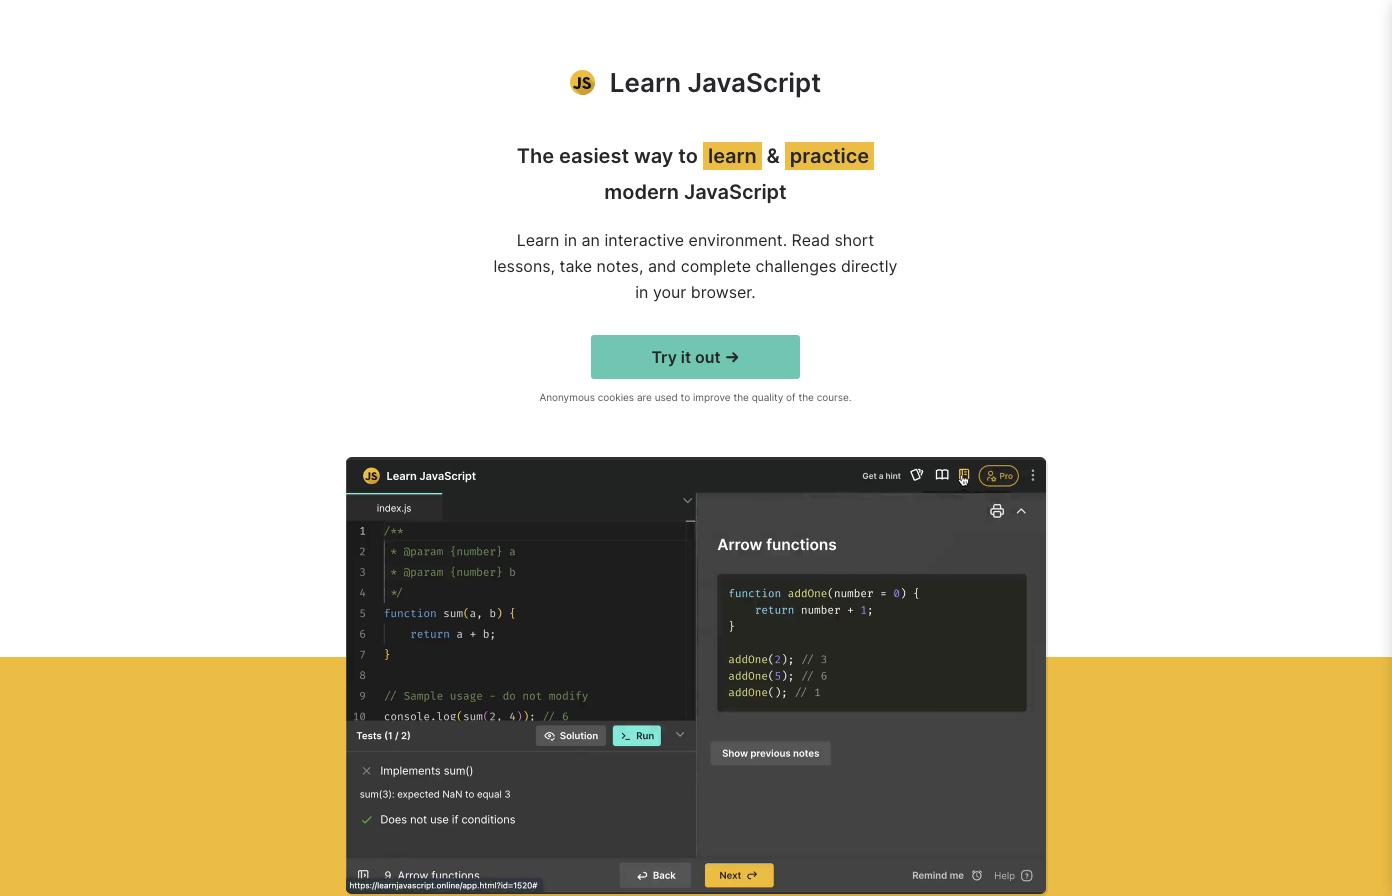 JS Learn JavaScript
The easiest way to learn & practice
modern JavaScript
Learn in an interactive environment. Read short
lessons, take notes, and complete challenges directly
in your browser.
Try it out →
Anonymous cookies are used to improve the quality of the course.
JS Learn JavaScript
Get a hint
Pro
index.js
1 /**
2 * @param {number} a
3 * @param {number} b
4 */
5 function sum(a, b) {
6 return a + b;
7 }
8
9 // Sample usage - do not modify
10 console.log(sum(2, 4)); // 6
Tests (1 / 2)
Solution
>_ Run
Implements sum()
sum(3): expected NaN to equal 3
Does not use if conditions
9. Arrow functions
https://learnjavascript.online/app.html?id=1520#
Back
Arrow functions
function addOne(number = 0) {
return number + 1;
}
addOne(2); // 3
addOne(5); // 6
addOne(); // 1
Show previous notes
Next
Remind me
Help ?